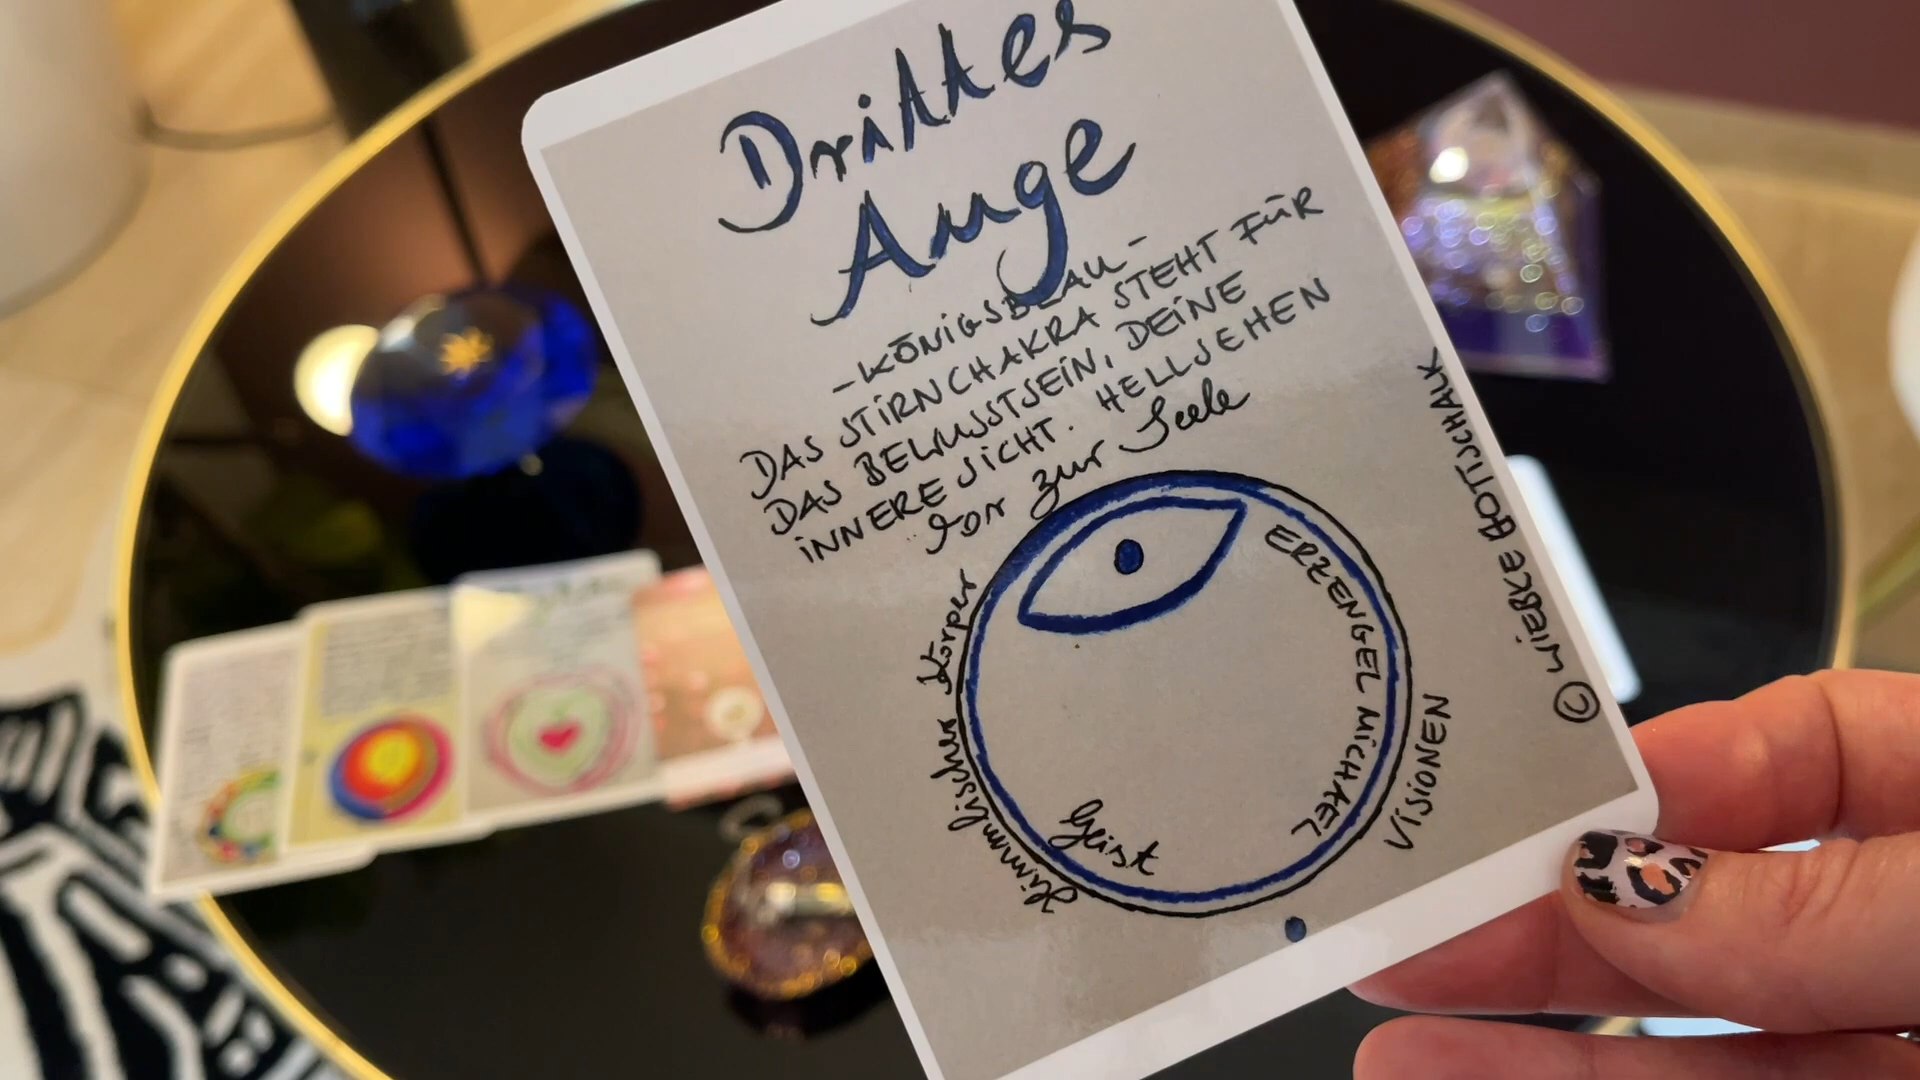 Drittes
Auge
-KÖNIGSBLAU-
DAS STIRNCHAKRA STEHT FÜR
DAS BEWUSSTSEIN, DEINE
INNERE SICHT. HELLSEHEN
Tor zur Seele
ERZENGEL MICHAEL
VISIONEN
Himmlischer Körper
Geist
© WIEBKE GOTTSCHALK